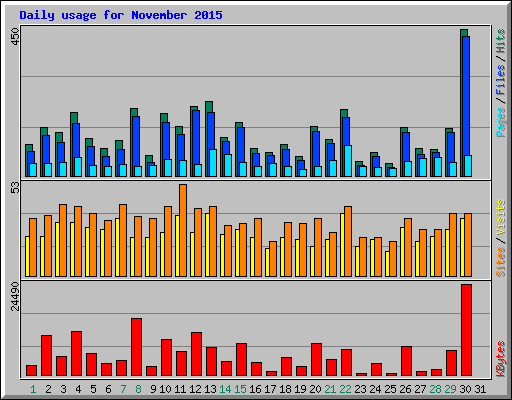 Daily usage for November 2015
450
Pages / Files / Hits
53
Sites / Visits
24490
KBytes
1 2 3 4 5 6 7 8 9 10 11 12 13 14 15 16 17 18 19 20 21 22 23 24 25 26 27 28 29 30 31